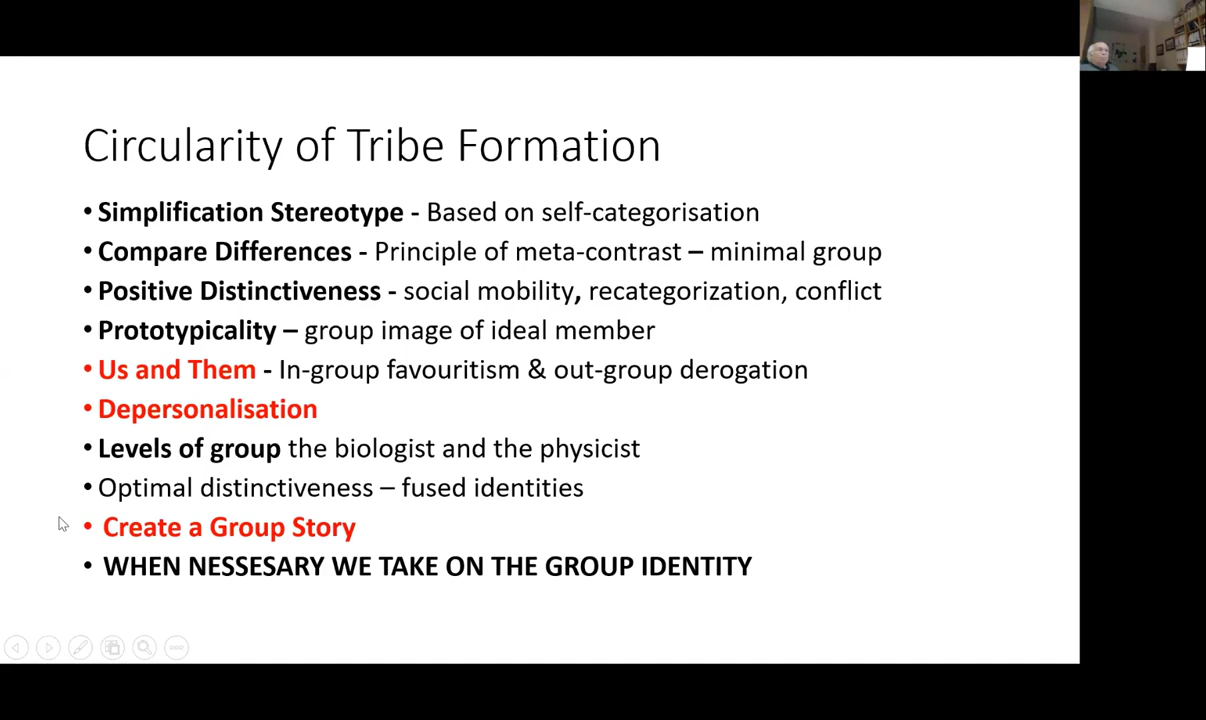 Circularity of Tribe Formation
• Simplification Stereotype - Based on self-categorisation
• Compare Differences - Principle of meta-contrast – minimal group
• Positive Distinctiveness - social mobility, recategorization, conflict
• Prototypicality – group image of ideal member
• Us and Them - In-group favouritism & out-group derogation
• Depersonalisation
• Levels of group the biologist and the physicist
• Optimal distinctiveness – fused identities
• Create a Group Story
• WHEN NESSESARY WE TAKE ON THE GROUP IDENTITY